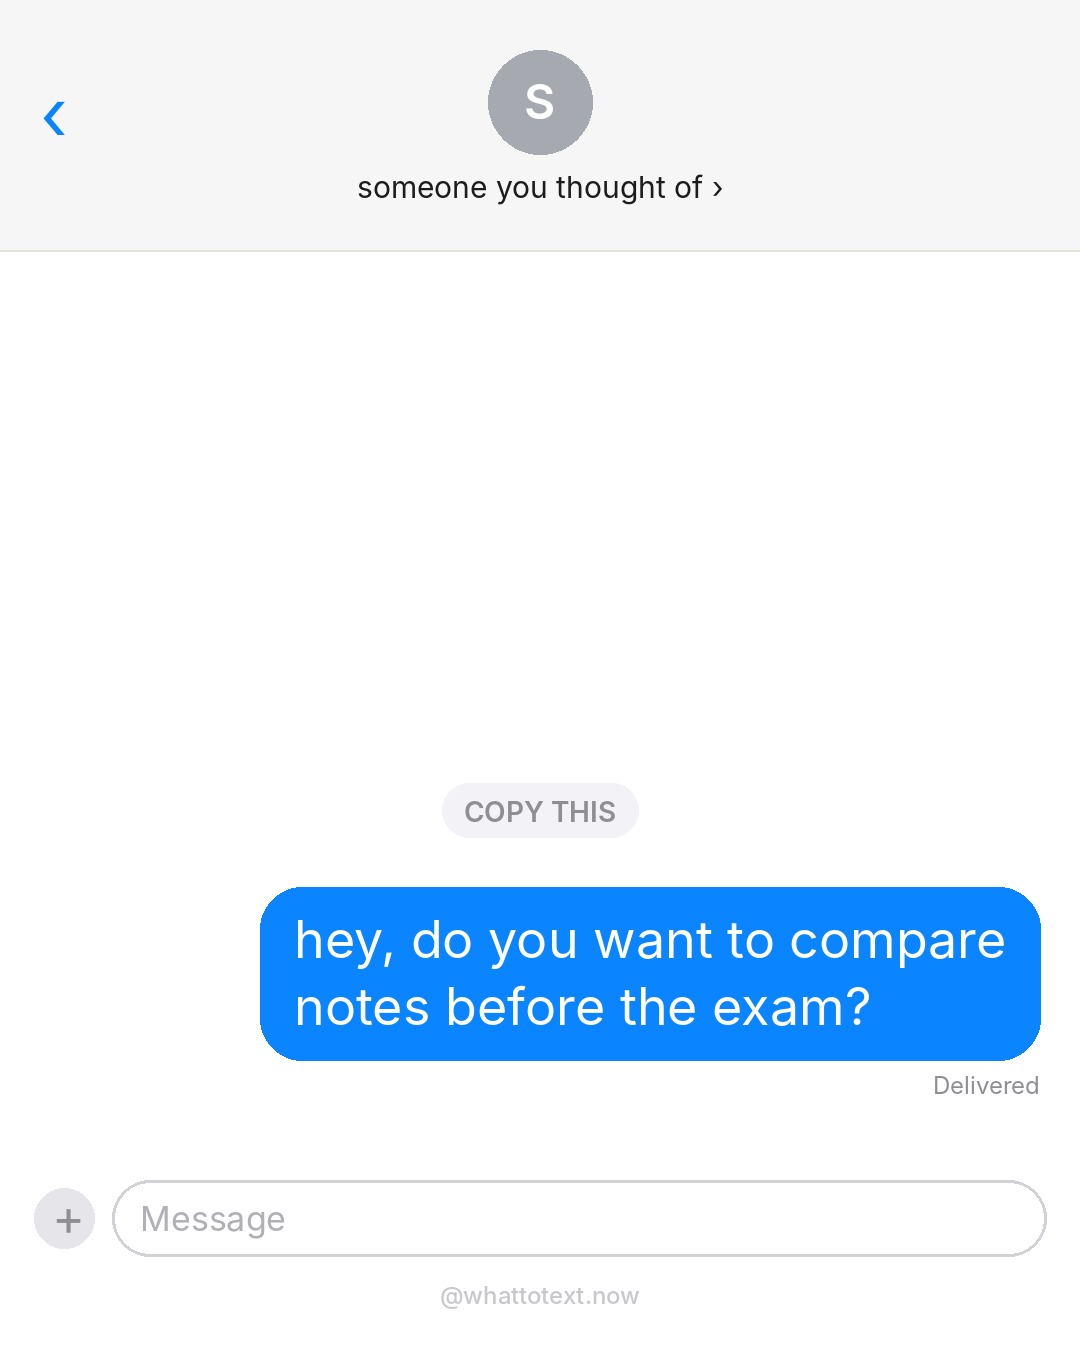 S
someone you thought of ›
COPY THIS
hey, do you want to compare
notes before the exam?
Delivered
+
Message
@whattotext.now